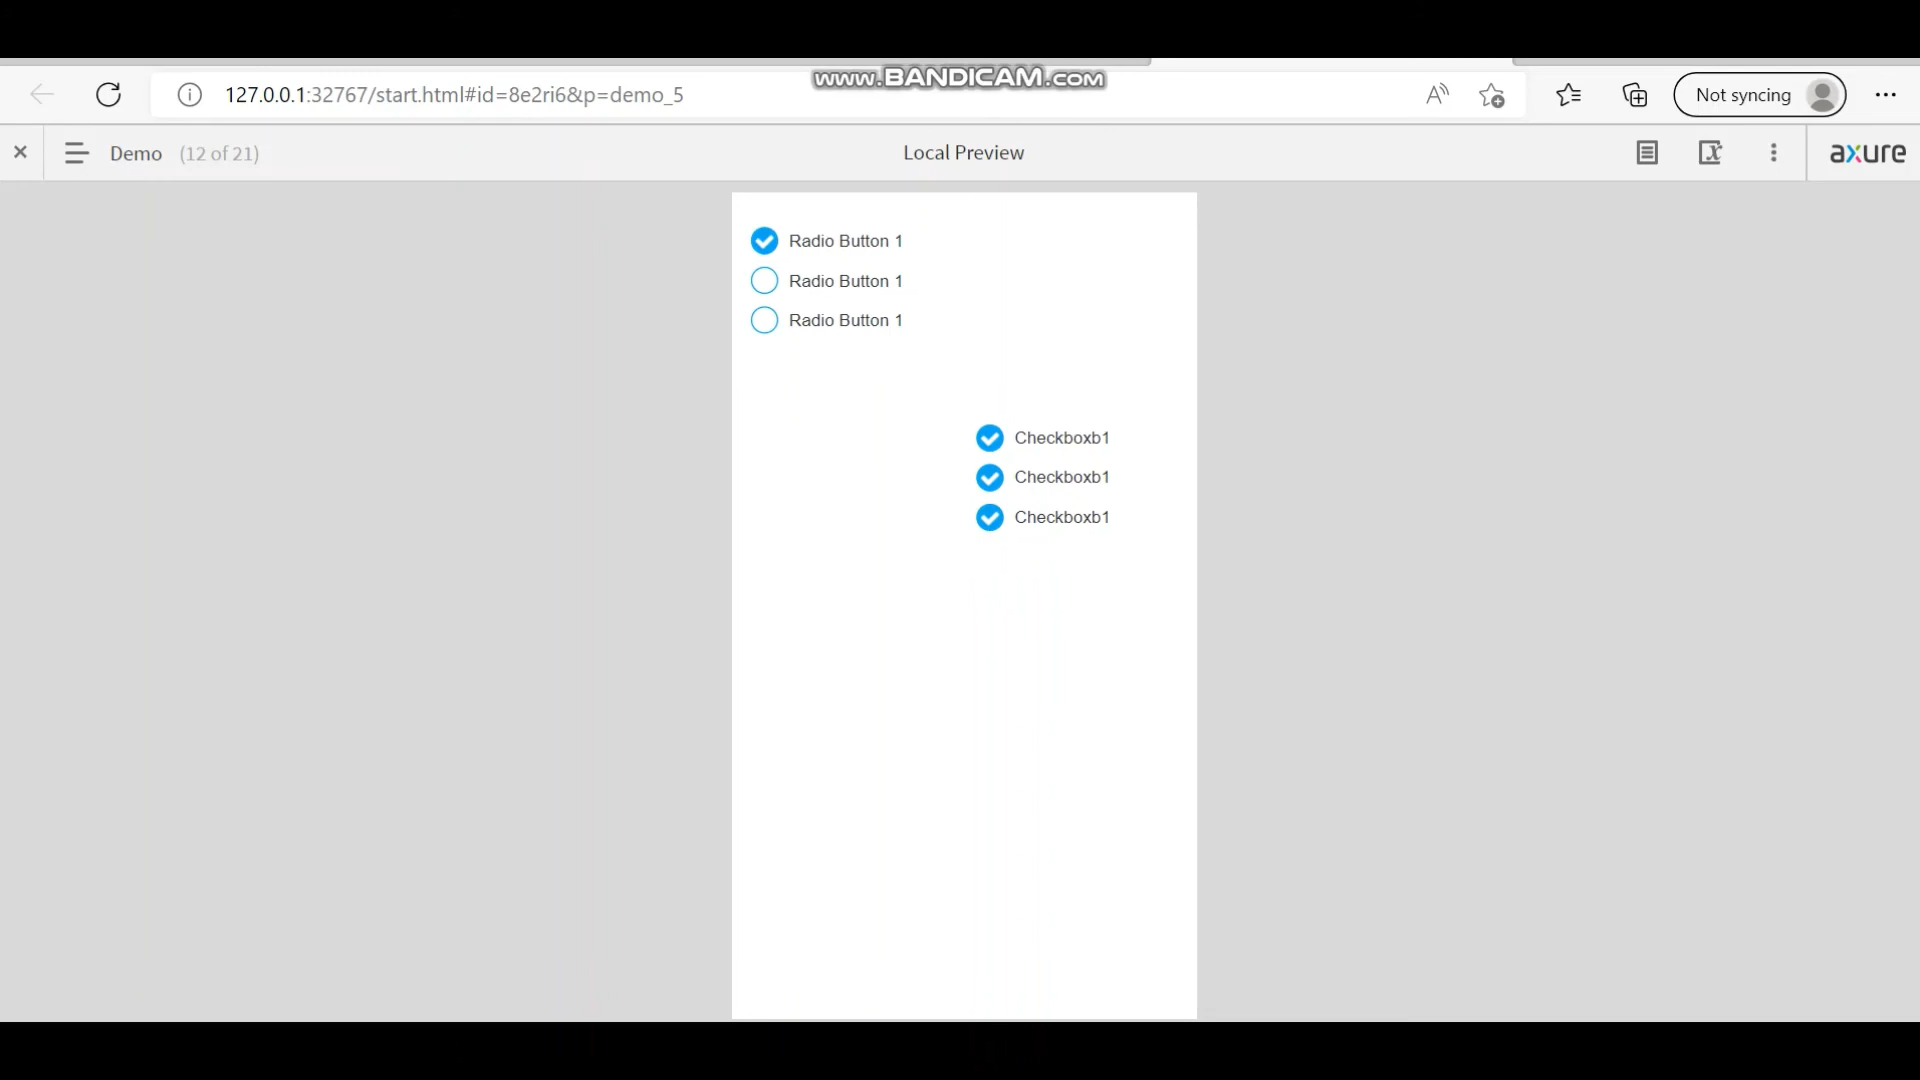 www.BANDICAM.com
127.0.0.1:32767/start.html#id=8e2ri6&p=demo_5
Not syncing
Demo (12 of 21)
Local Preview
axure
Radio Button 1
Radio Button 1
Radio Button 1
Checkboxb1
Checkboxb1
Checkboxb1